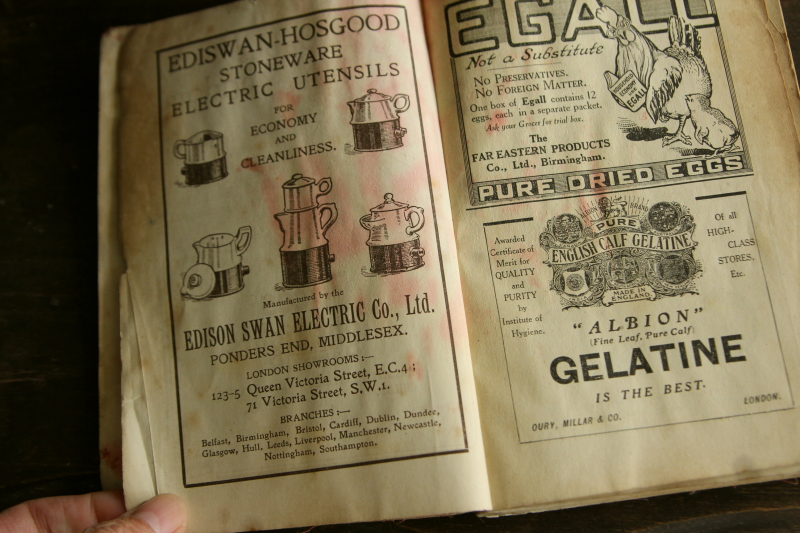 EDISWAN-HOSGOOD
STONEWARE
ELECTRIC UTENSILS
FOR
ECONOMY
AND
CLEANLINESS.
Manufactured by the
EDISON SWAN ELECTRIC Co., Ltd.
PONDERS END, MIDDLESEX.
LONDON SHOWROOMS:—
123-5 Queen Victoria Street, E.C.4;
71 Victoria Street, S.W.1.
BRANCHES:—
Belfast, Birmingham, Bristol, Cardiff, Dublin, Dundee,
Glasgow, Hull, Leeds, Liverpool, Manchester, Newcastle,
Nottingham, Southampton.
EGALL
Not a Substitute
No Preservatives.
No Foreign Matter.
One box of Egall contains 12
eggs, each in a separate packet.
Ask your Grocer for trial box.
The
FAR EASTERN PRODUCTS
Co., Ltd., Birmingham.
EGALL
PURE DRIED EGGS
Awarded
Certificate of
Merit for
QUALITY
and
PURITY
by
Institute of
Hygiene.
BRAND
PURE
ENGLISH CALF GELATINE
MADE IN
ENGLAND
Of all
HIGH-
CLASS
STORES,
Etc.
"ALBION"
(Fine Leaf, Pure Calf)
GELATINE
IS THE BEST.
OURY, MILLAR & CO.
LONDON.